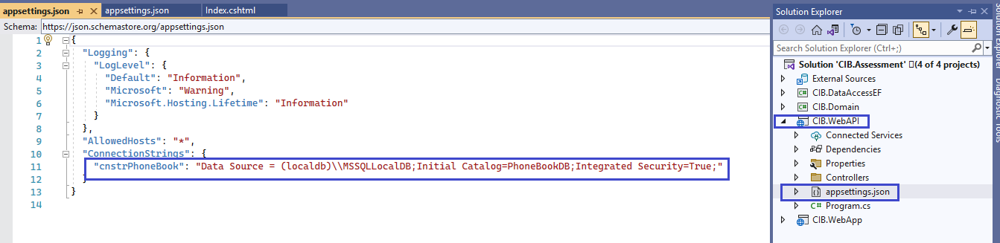 appsettings.json
appsettings.json
Index.cshtml
Schema: https://json.schemastore.org/appsettings.json
1 {
2 "Logging": {
3 "LogLevel": {
4 "Default": "Information",
5 "Microsoft": "Warning",
6 "Microsoft.Hosting.Lifetime": "Information"
7 }
8 },
9 "AllowedHosts": "*",
10 "ConnectionStrings": {
11 "cnstrPhoneBook": "Data Source = (localdb)\\MSSQLLocalDB;Initial Catalog=PhoneBookDB;Integrated Security=True;"
12 }
13 }
14
Solution Explorer
Search Solution Explorer (Ctrl+;)
Solution 'CIB.Assessment' (4 of 4 projects)
External Sources
C# CIB.DataAccessEF
C# CIB.Domain
CIB.WebAPI
Connected Services
Dependencies
Properties
Controllers
appsettings.json
C# Program.cs
CIB.WebApp
Solution Explorer
Diagnostic Tools